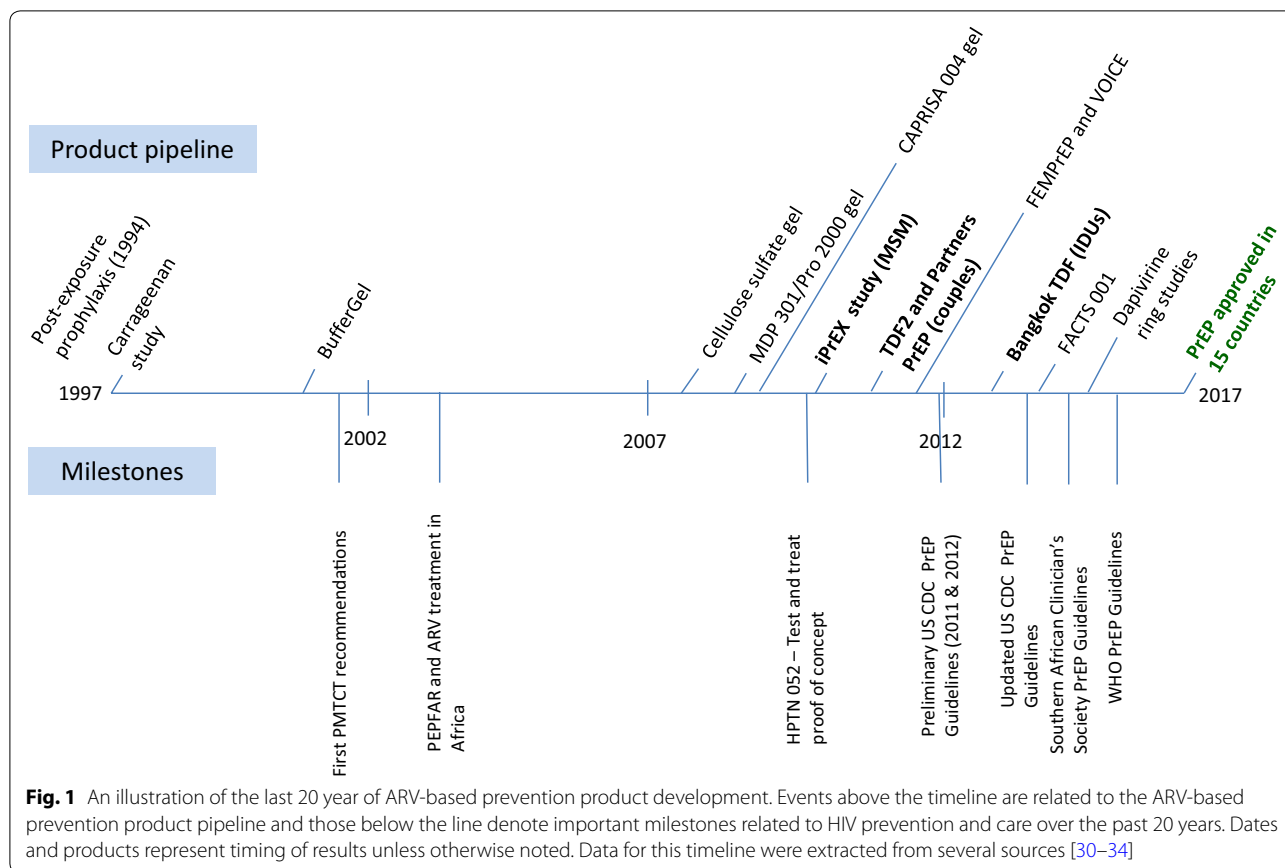 Product pipeline
Post-exposure
prophylaxis (1994)
Carrageenan
study
BufferGel
Cellulose sulfate gel
MDP 301/Pro 2000 gel
CAPRISA 004 gel
iPrEX study (MSM)
TDF2 and Partners
PrEP (couples)
FEMPrEP and VOICE
Bangkok TDF (IDUs)
FACTS 001
Dapivirine
ring studies
PrEP approved in
15 countries
1997
2002
2007
2012
2017
Milestones
First PMTCT recommendations
PEPFAR and ARV treatment in
Africa
HPTN 052 – Test and treat
proof of concept
Preliminary US CDC PrEP
Guidelines (2011 & 2012)
Updated US CDC PrEP
Guidelines
Southern African Clinician's
Society PrEP Guidelines
WHO PrEP Guidelines
Fig. 1 An illustration of the last 20 year of ARV-based prevention product development. Events above the timeline are related to the ARV-based
prevention product pipeline and those below the line denote important milestones related to HIV prevention and care over the past 20 years. Dates
and products represent timing of results unless otherwise noted. Data for this timeline were extracted from several sources [30–34]